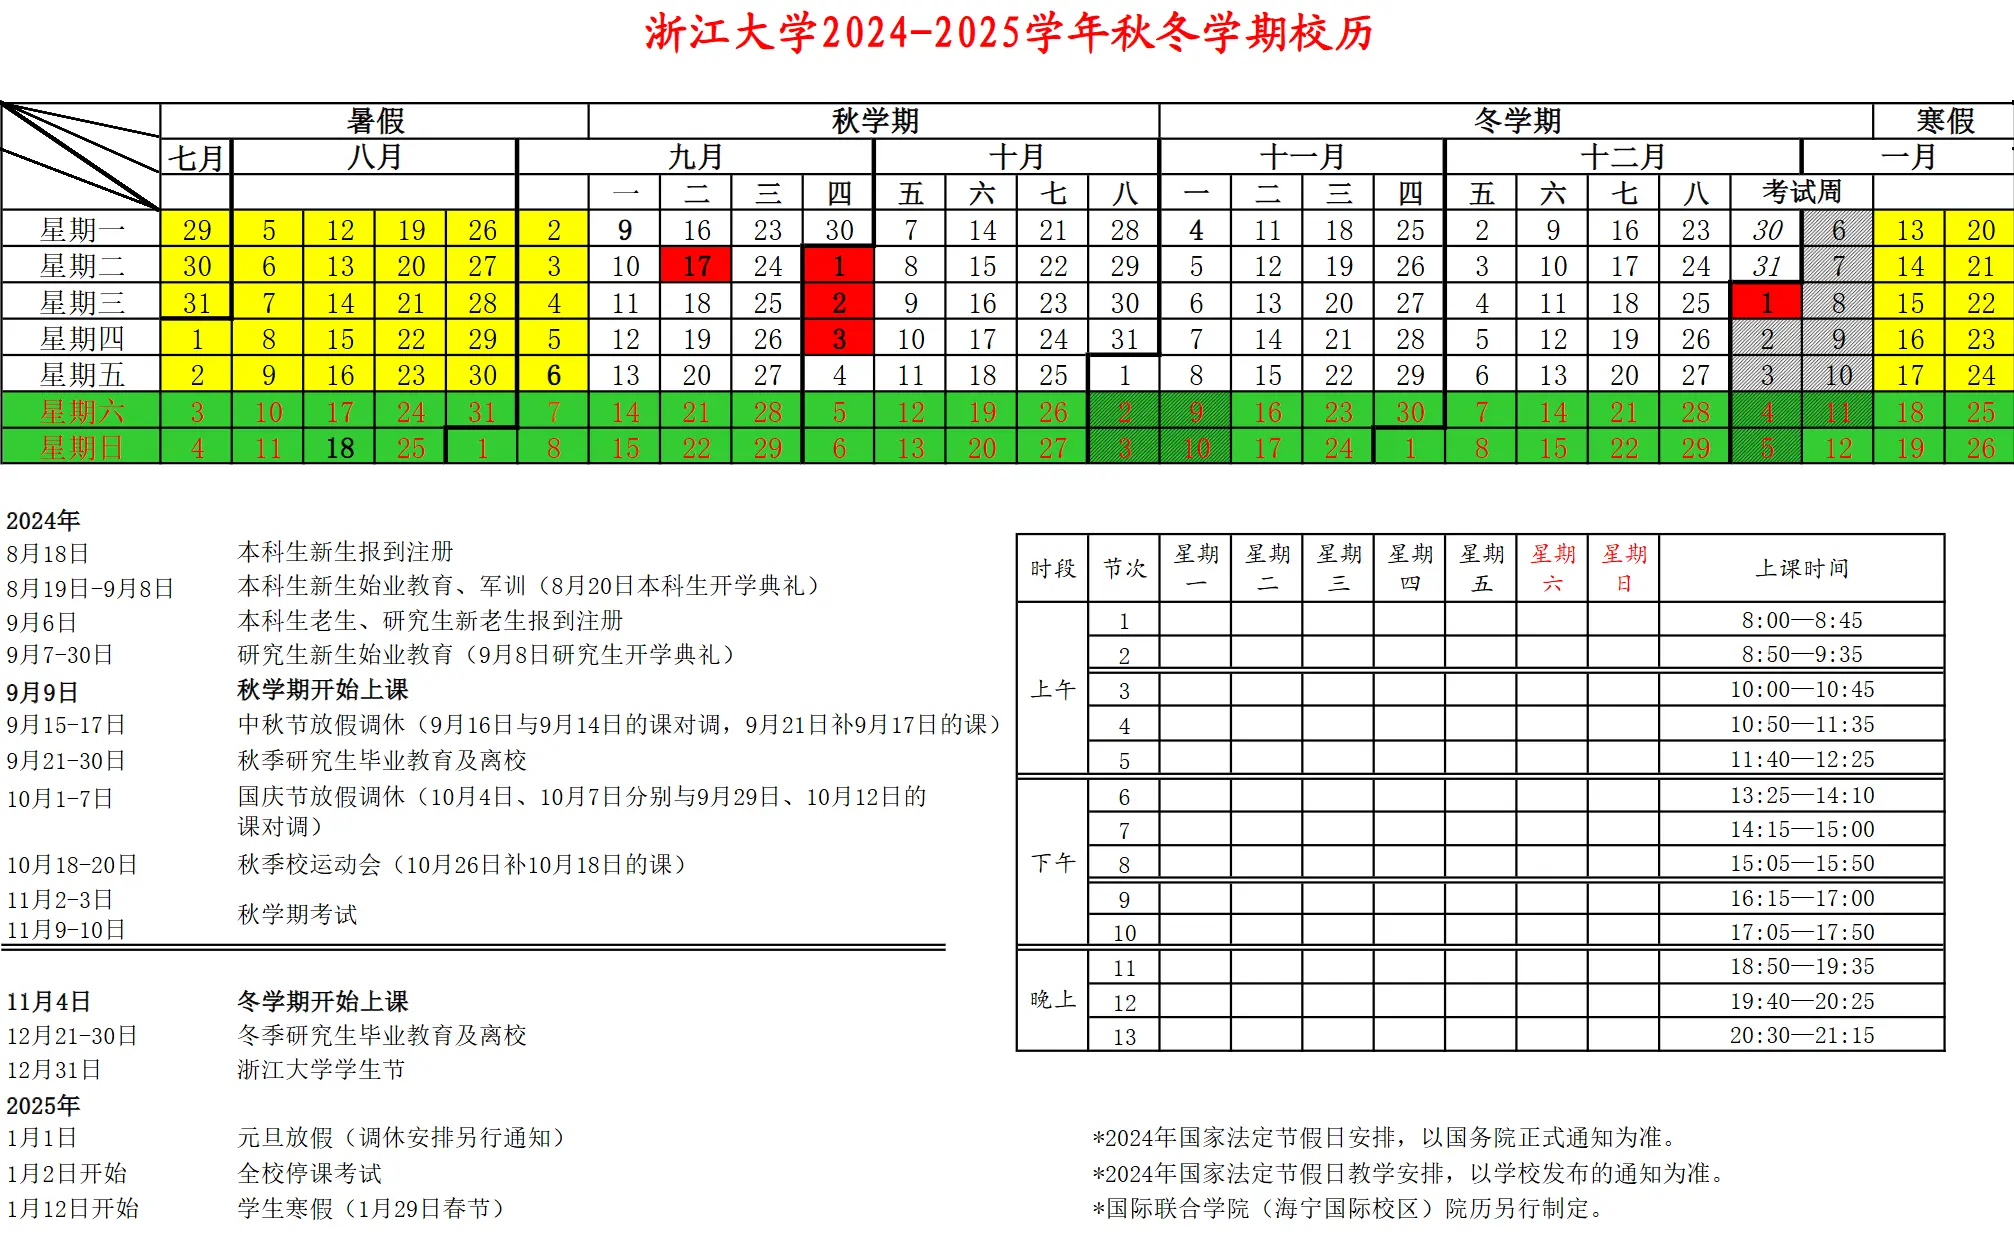 浙江大学2024-2025学年秋冬学期校历
暑假 秋学期 冬学期 寒假
七月 八月 九月 十月 十一月 十二月 一月
一 二 三 四 五 六 七 八 一 二 三 四 五 六 七 八 考试周
星期一 29 5 12 19 26 2 9 16 23 30 7 14 21 28 4 11 18 25 2 9 16 23 30 6 13 20
星期二 30 6 13 20 27 3 10 17 24 1 8 15 22 29 5 12 19 26 3 10 17 24 31 7 14 21
星期三 31 7 14 21 28 4 11 18 25 2 9 16 23 30 6 13 20 27 4 11 18 25 1 8 15 22
星期四 1 8 15 22 29 5 12 19 26 3 10 17 24 31 7 14 21 28 5 12 19 26 2 9 16 23
星期五 2 9 16 23 30 6 13 20 27 4 11 18 25 1 8 15 22 29 6 13 20 27 3 10 17 24
星期六 3 10 17 24 31 7 14 21 28 5 12 19 26 2 9 16 23 30 7 14 21 28 4 11 18 25
星期日 4 11 18 25 1 8 15 22 29 6 13 20 27 3 10 17 24 1 8 15 22 29 5 12 19 26
2024年
8月18日 本科生新生报到注册
8月19日-9月8日 本科生新生始业教育、军训（8月20日本科生开学典礼）
9月6日 本科生老生、研究生新老生报到注册
9月7-30日 研究生新生始业教育（9月8日研究生开学典礼）
9月9日 秋学期开始上课
9月15-17日 中秋节放假调休（9月16日与9月14日的课对调，9月21日补9月17日的课）
9月21-30日 秋季研究生毕业教育及离校
10月1-7日 国庆节放假调休（10月4日、10月7日分别与9月29日、10月12日的
课对调）
10月18-20日 秋季校运动会（10月26日补10月18日的课）
11月2-3日
11月9-10日 秋学期考试
11月4日 冬学期开始上课
12月21-30日 冬季研究生毕业教育及离校
12月31日 浙江大学学生节
2025年
1月1日 元旦放假（调休安排另行通知）
1月2日开始 全校停课考试
1月12日开始 学生寒假（1月29日春节）
时段 节次 星期一 星期二 星期三 星期四 星期五 星期六 星期日 上课时间
上午
1 8:00—8:45
2 8:50—9:35
3 10:00—10:45
4 10:50—11:35
5 11:40—12:25
下午
6 13:25—14:10
7 14:15—15:00
8 15:05—15:50
9 16:15—17:00
10 17:05—17:50
晚上
11 18:50—19:35
12 19:40—20:25
13 20:30—21:15
*2024年国家法定节假日安排，以国务院正式通知为准。
*2024年国家法定节假日教学安排，以学校发布的通知为准。
*国际联合学院（海宁国际校区）院历另行制定。